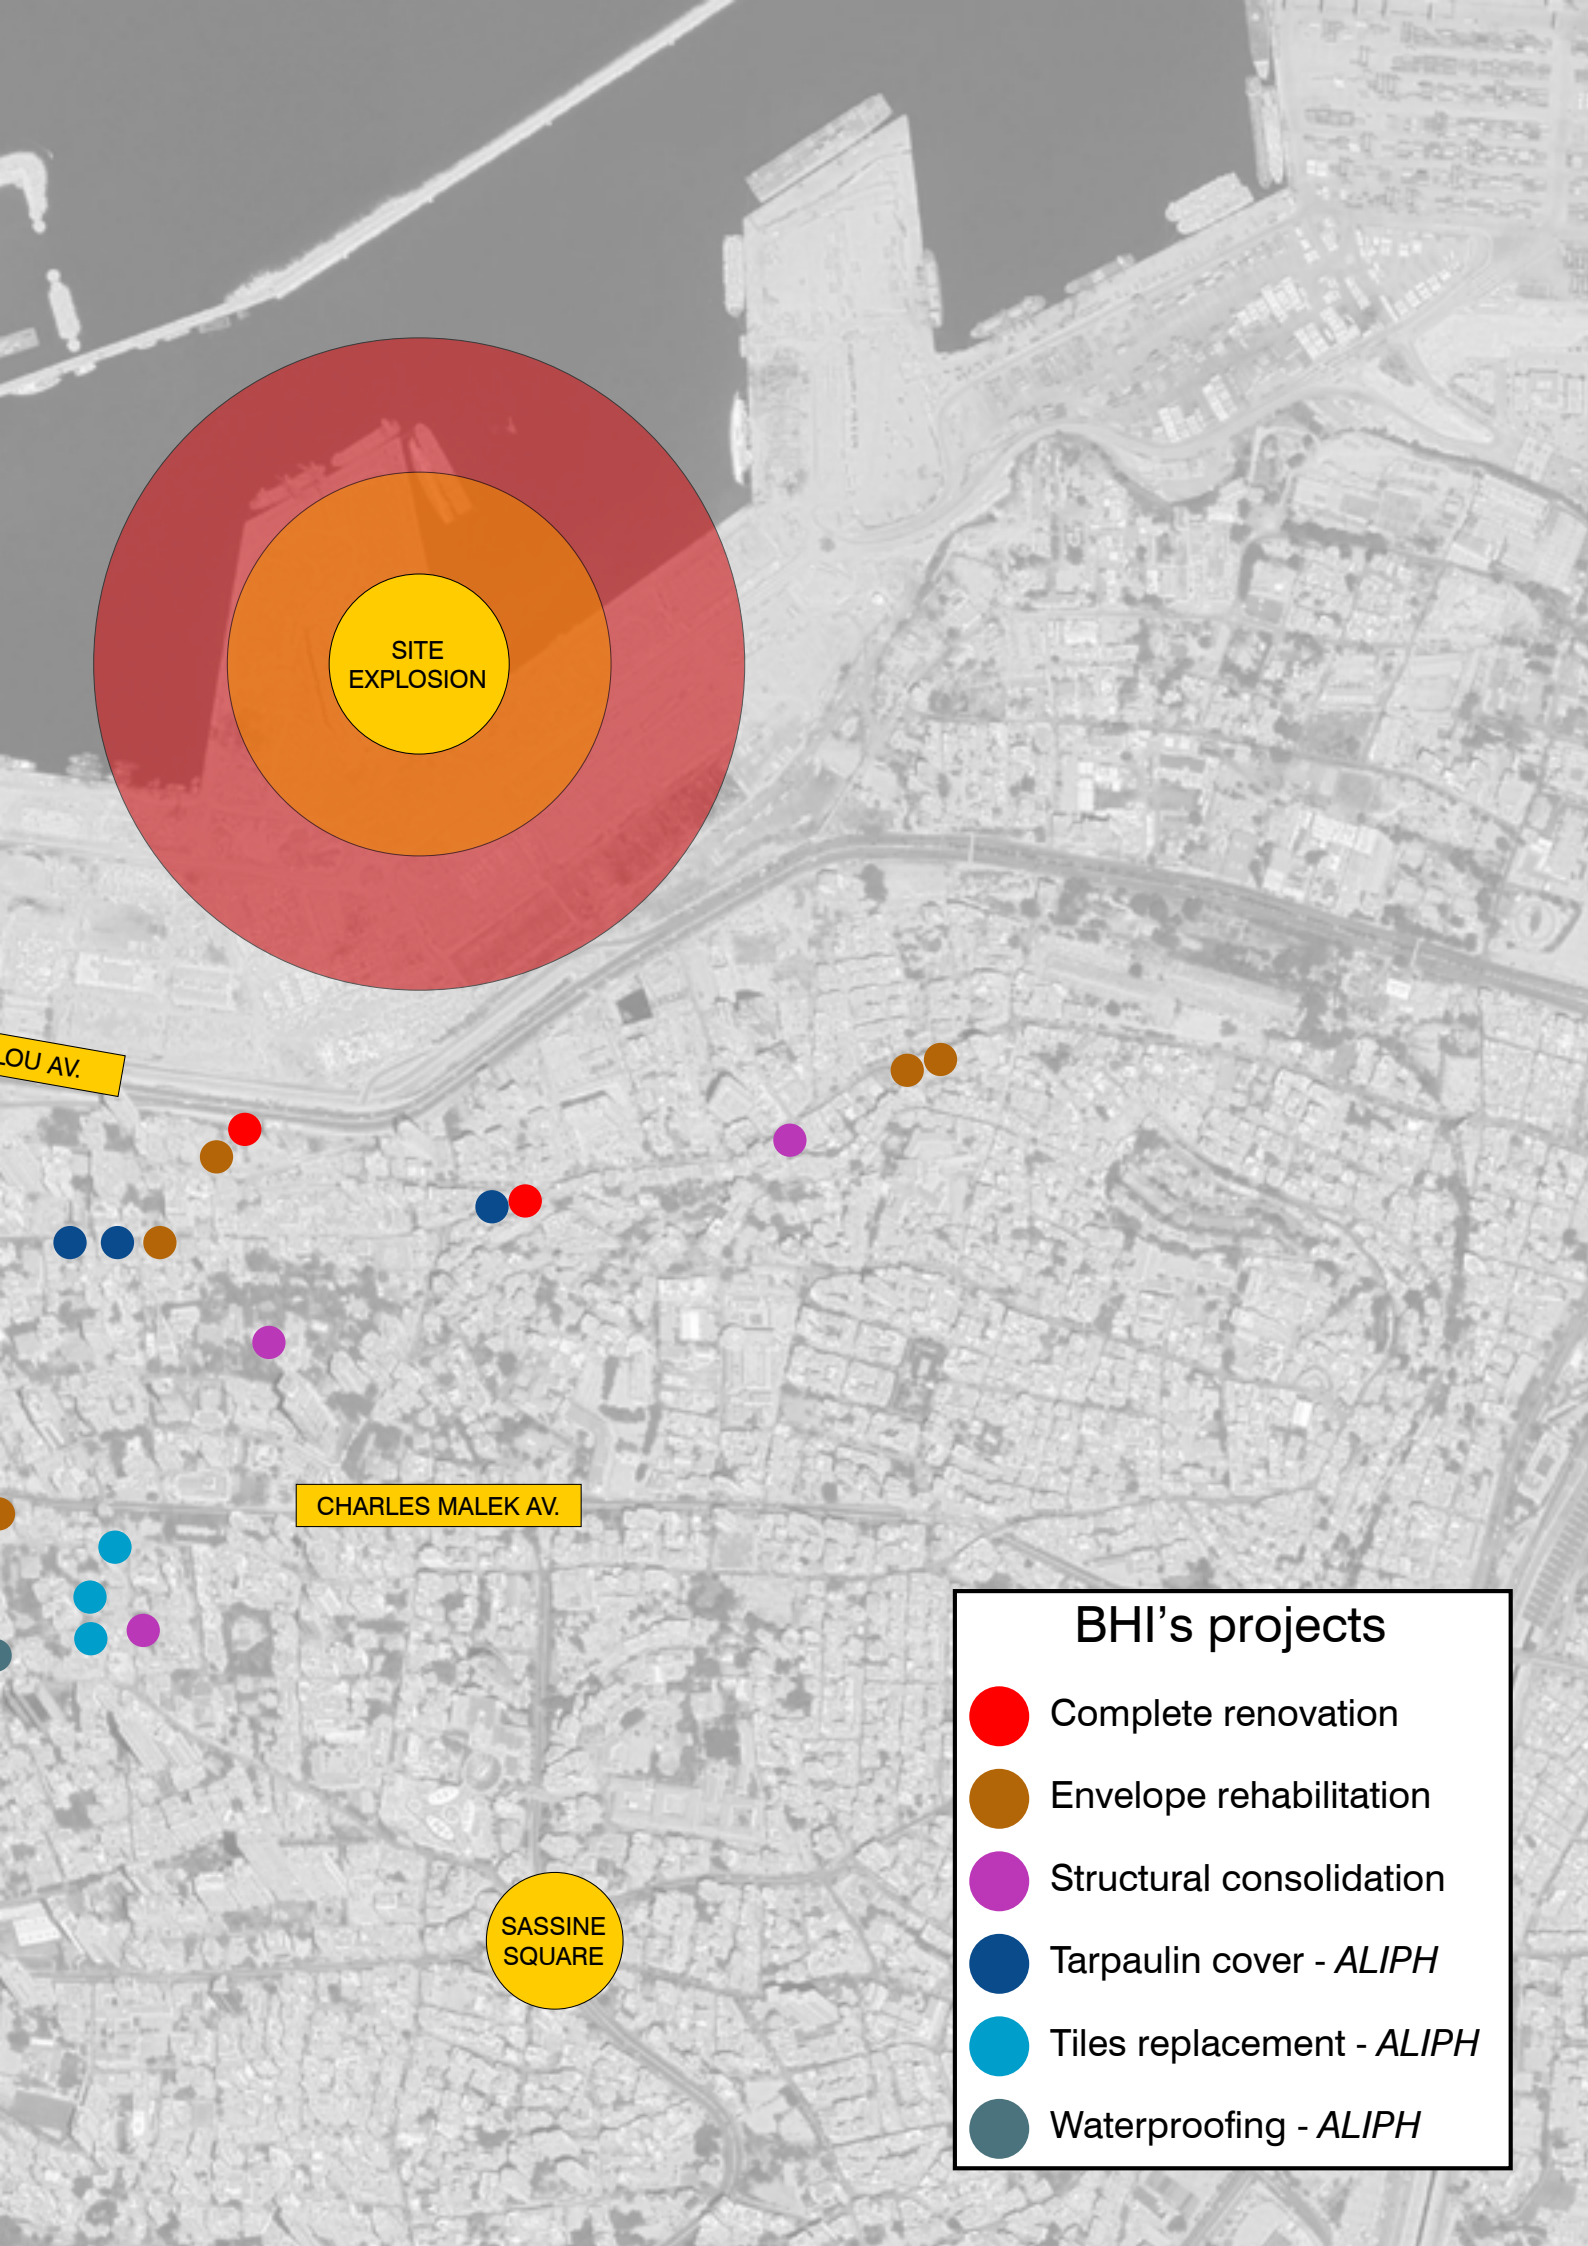 SITE
EXPLOSION
LOU AV.
CHARLES MALEK AV.
SASSINE
SQUARE
BHI's projects
Complete renovation
Envelope rehabilitation
Structural consolidation
Tarpaulin cover - ALIPH
Tiles replacement - ALIPH
Waterproofing - ALIPH